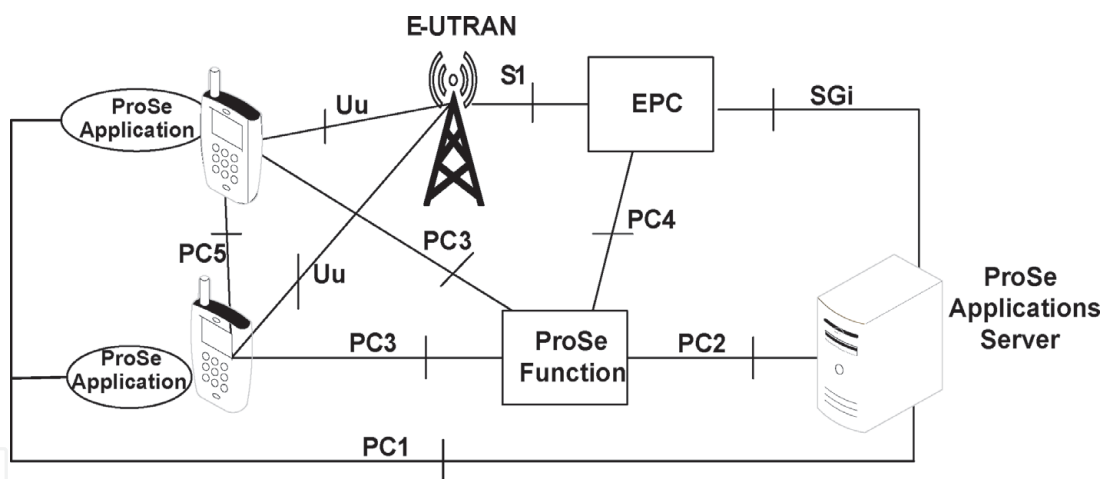 E-UTRAN
ProSe
Application
Uu
S1
EPC
SGi
PC5
Uu
PC3
PC4
ProSe
Applications
Server
ProSe
Application
PC3
ProSe
Function
PC2
PC1